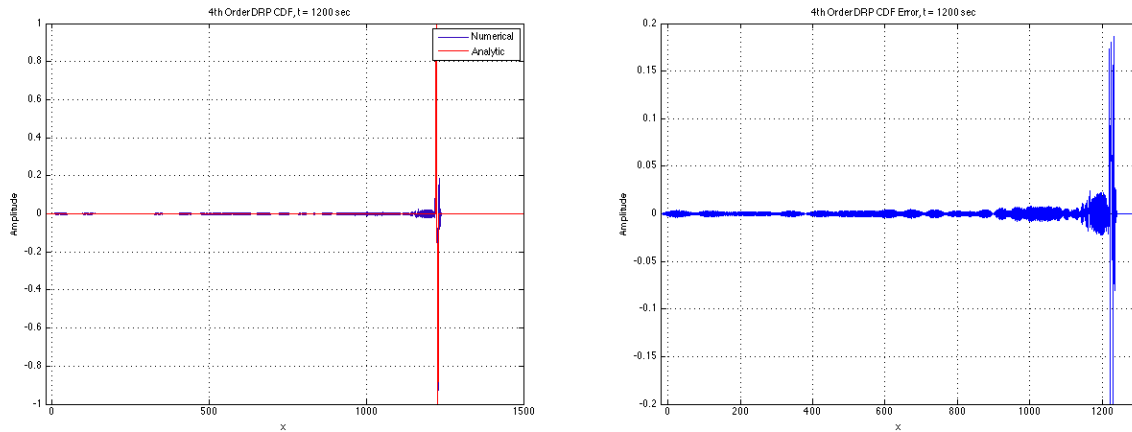 4th Order DRP CDF, t = 1200 sec
1
0.8
0.6
0.4
0.2
0
-0.2
-0.4
-0.6
-0.8
-1
Amplitude
0 500 1000 1500
x
Numerical
Analytic
4th Order DRP CDF Error, t = 1200 sec
0.2
0.15
0.1
0.05
0
-0.05
-0.1
-0.15
-0.2
Amplitude
0 200 400 600 800 1000 1200
x